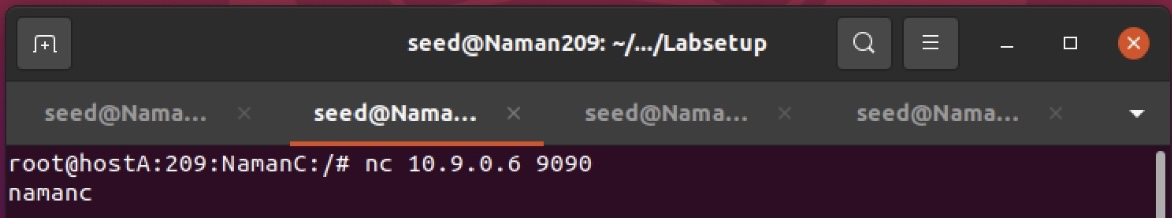 seed@Naman209: ~/.../Labsetup
seed@Nama... seed@Nama... seed@Nama... seed@Nama...
root@hostA:209:NamanC:/# nc 10.9.0.6 9090
namanc